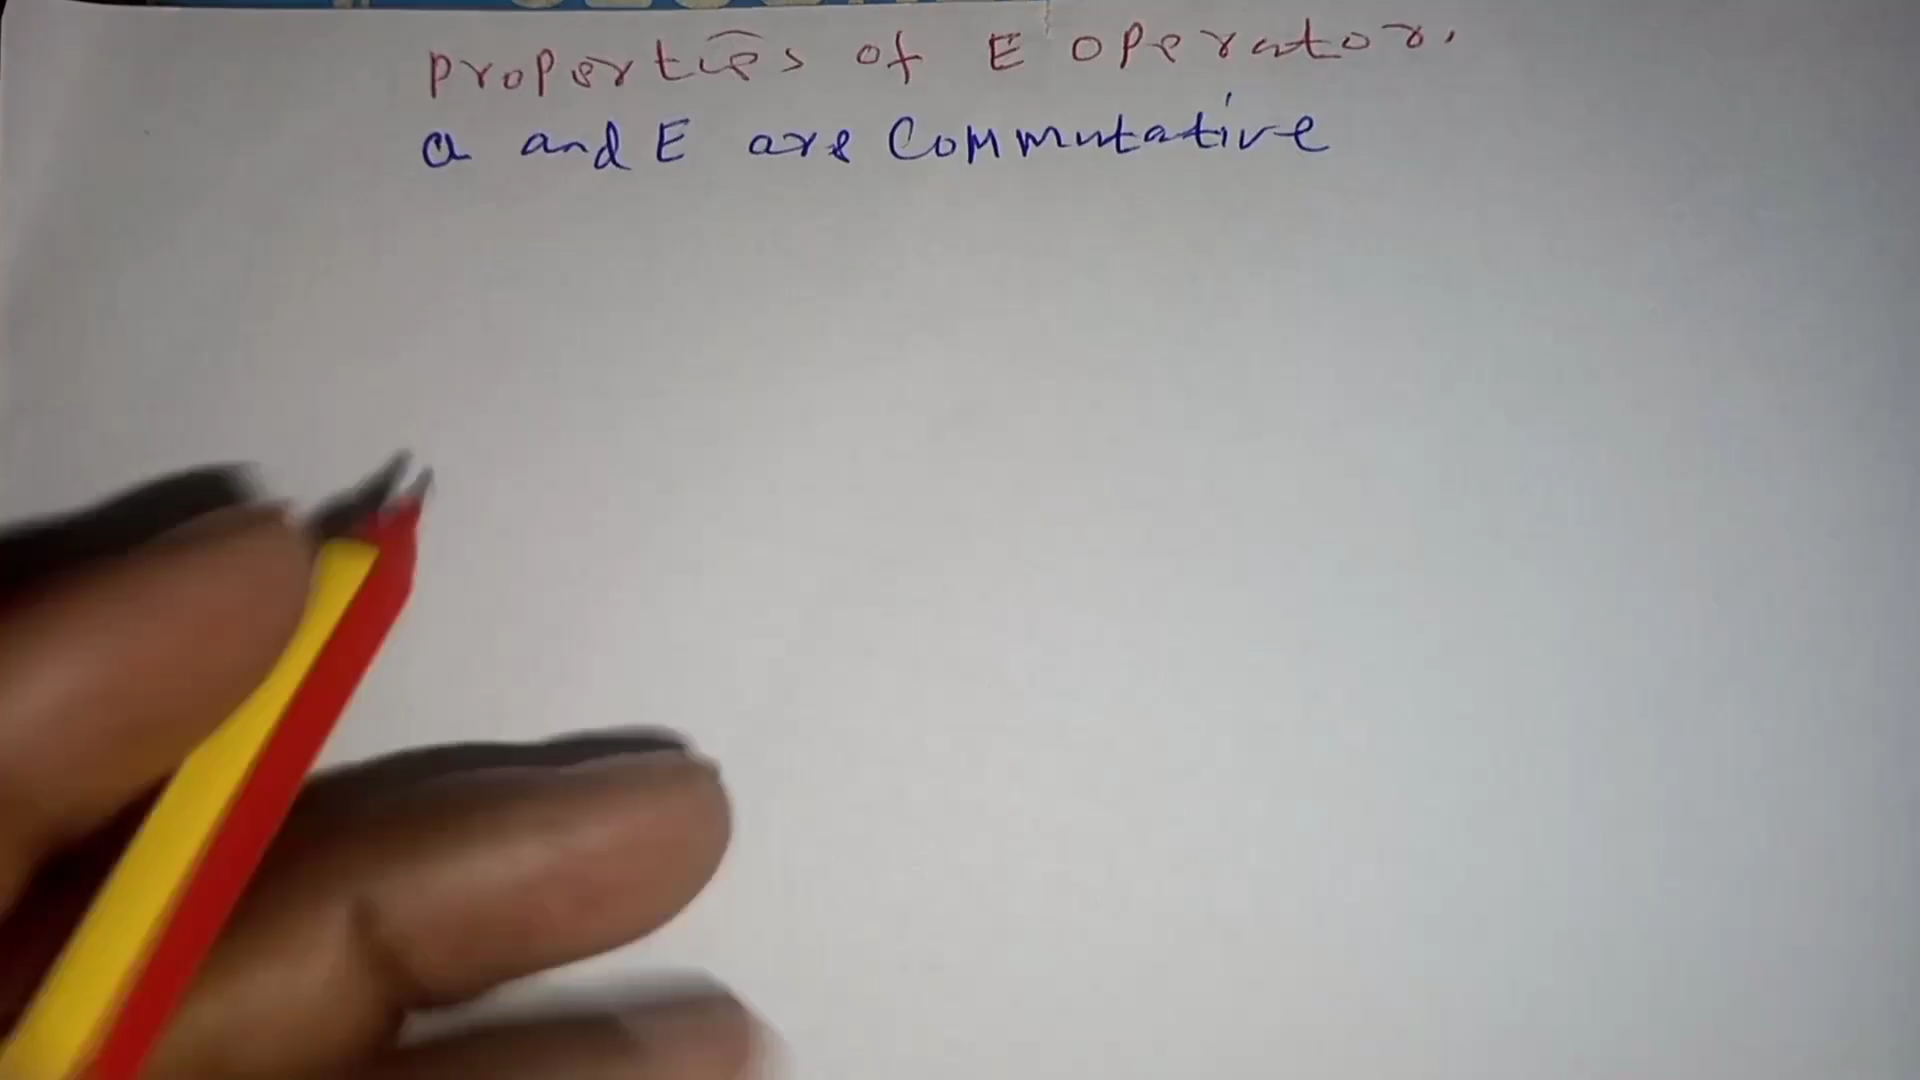 Properties of E operator.
a and E are Commutative